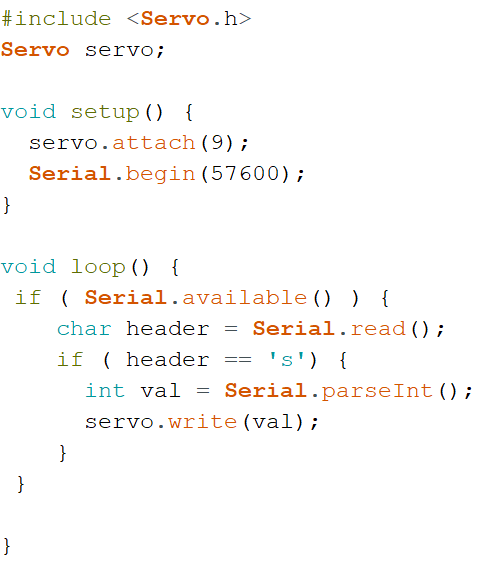 #include <Servo.h>
Servo servo;
void setup() {
servo.attach(9);
Serial.begin(57600);
}
void loop() {
if ( Serial.available() ) {
char header = Serial.read();
if ( header == 's') {
int val = Serial.parseInt();
servo.write(val);
}
}
}